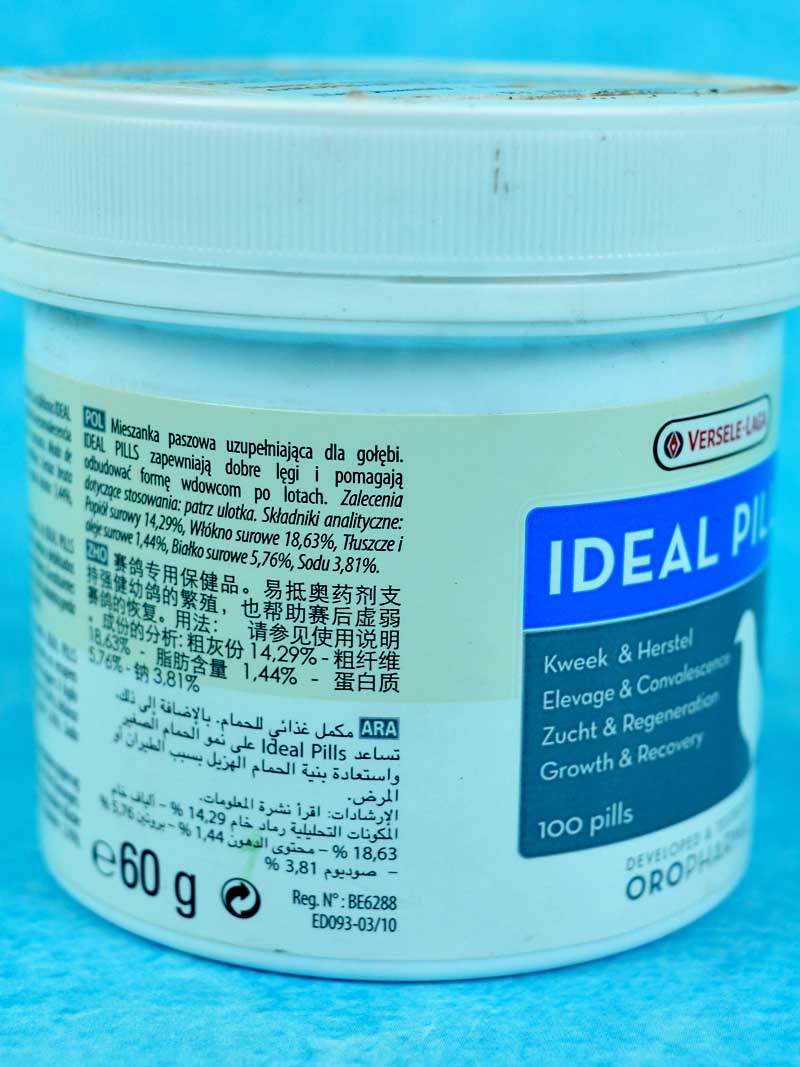 POL Mieszanka paszowa uzupełniająca dla gołębi.
IDEAL PILLS zapewniają dobre lęgi i pomagają
odbudować formę wdowcom po lotach. Zalecenia
dotyczące stosowania: patrz ulotka. Składniki analityczne:
Popiół surowy 14,29%, Włókno surowe 18,63%, Tłuszcze i
oleje surowe 1,44%, Białko surowe 5,76%, Sodu 3,81%.
ZHO 赛鸽专用保健品。易抵奥药剂支
持强健幼鸽的繁殖，也帮助赛后虚弱
赛鸽的恢复。用法： 请参见使用说明
。成份的分析: 粗灰份 14,29% - 粗纤维
18,63% - 脂肪含量 1,44% - 蛋白质
5,76% - 钠 3,81%
ARA مكمل غذائي للحمام. بالإضافة إلى ذلك،
تساعد Ideal Pills على نمو الحمام الصغير
واستعادة بنية الحمام الهزيل بسبب الطيران أو
المرض.
الإرشادات: اقرأ نشرة المعلومات.
المكونات التحليلية رماد خام 14,29 % – ألياف خام
18,63 % – محتوى الدهون 1,44 % – بروتين 5,76 %
– صوديوم 3,81 %
e60 g
Reg. N° : BE6288
ED093-03/10
VERSELE-LAGA
IDEAL
Kweek & Herstel
Elevage & Convalescence
Zucht & Regeneration
Growth & Recovery
100 pills
DEVELOPED &